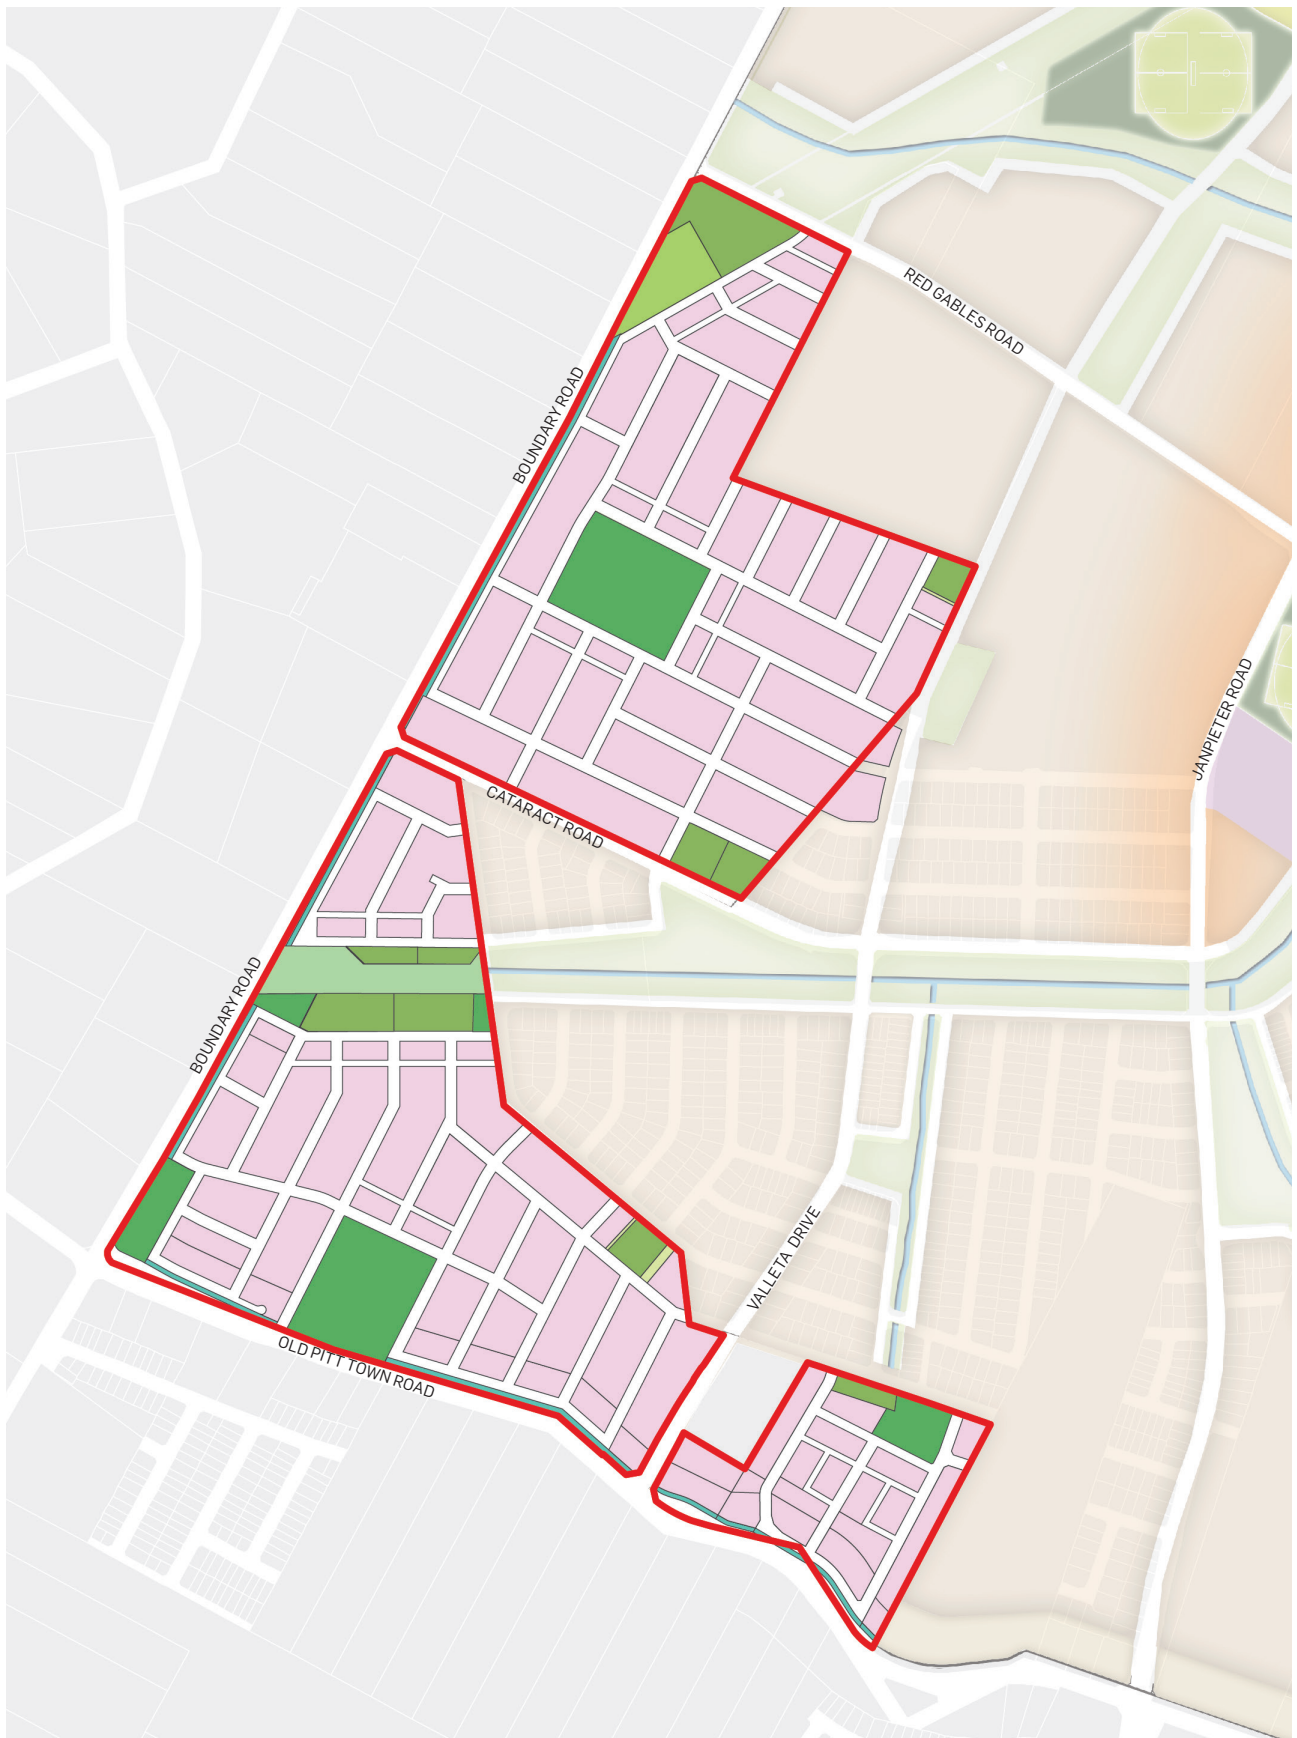 RED GABLES ROAD
BOUNDARY ROAD
JANPIETER ROAD
CATARACT ROAD
BOUNDARY ROAD
VALLETA DRIVE
OLD PITT TOWN ROAD